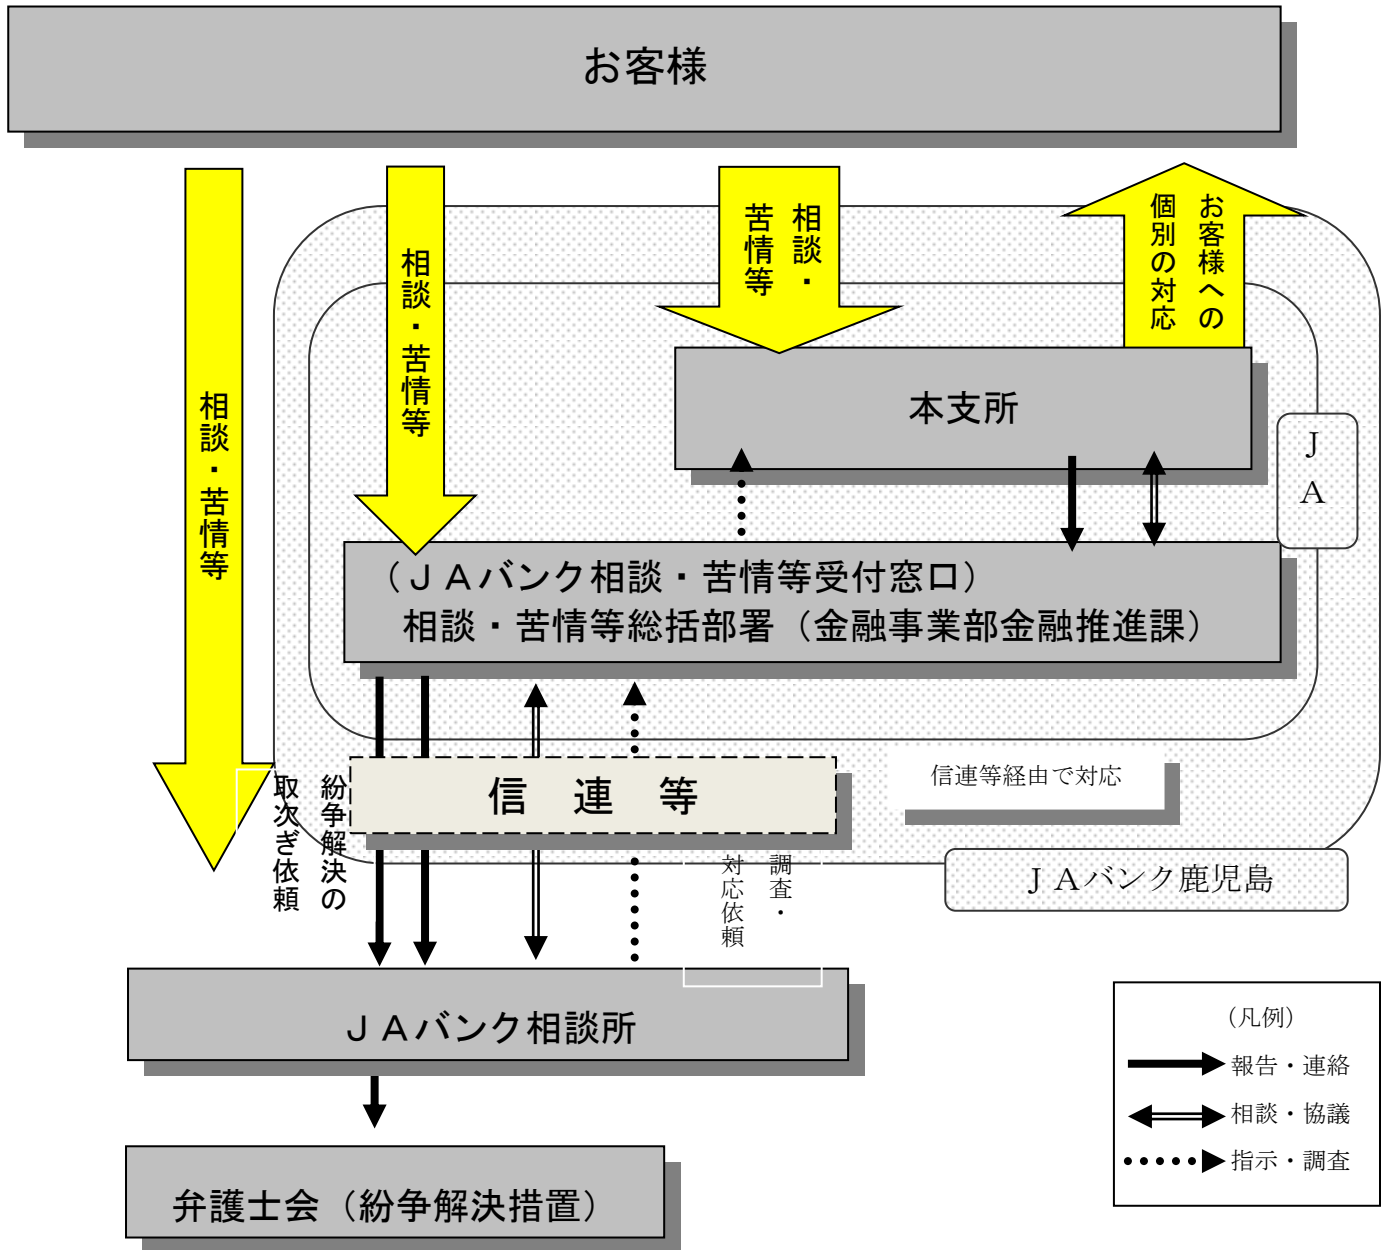 お客様
相談・苦情等
相談・苦情等
相談・
苦情等
お客様への
個別の対応
本支所
ＪＡ
（ＪＡバンク相談・苦情等受付窓口）
相談・苦情等総括部署（金融事業部金融推進課）
信　連　等
信連等経由で対応
紛争解決の
取次ぎ依頼
調査・
対応依頼
ＪＡバンク鹿児島
ＪＡバンク相談所
弁護士会（紛争解決措置）
（凡例）
報告・連絡
相談・協議
指示・調査